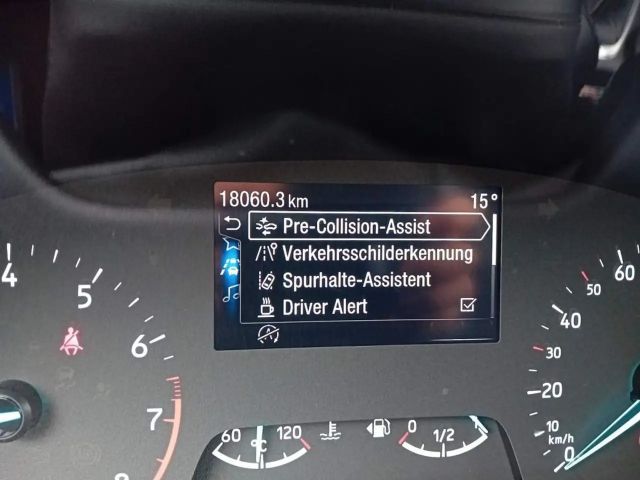 18060.3 km 15°
Pre-Collision-Assist
Verkehrsschilderkennung
Spurhalte-Assistent
Driver Alert
4 5 6 7 8
60 °C 120
0 1/2
0 10 20 30 40 50 60
km/h